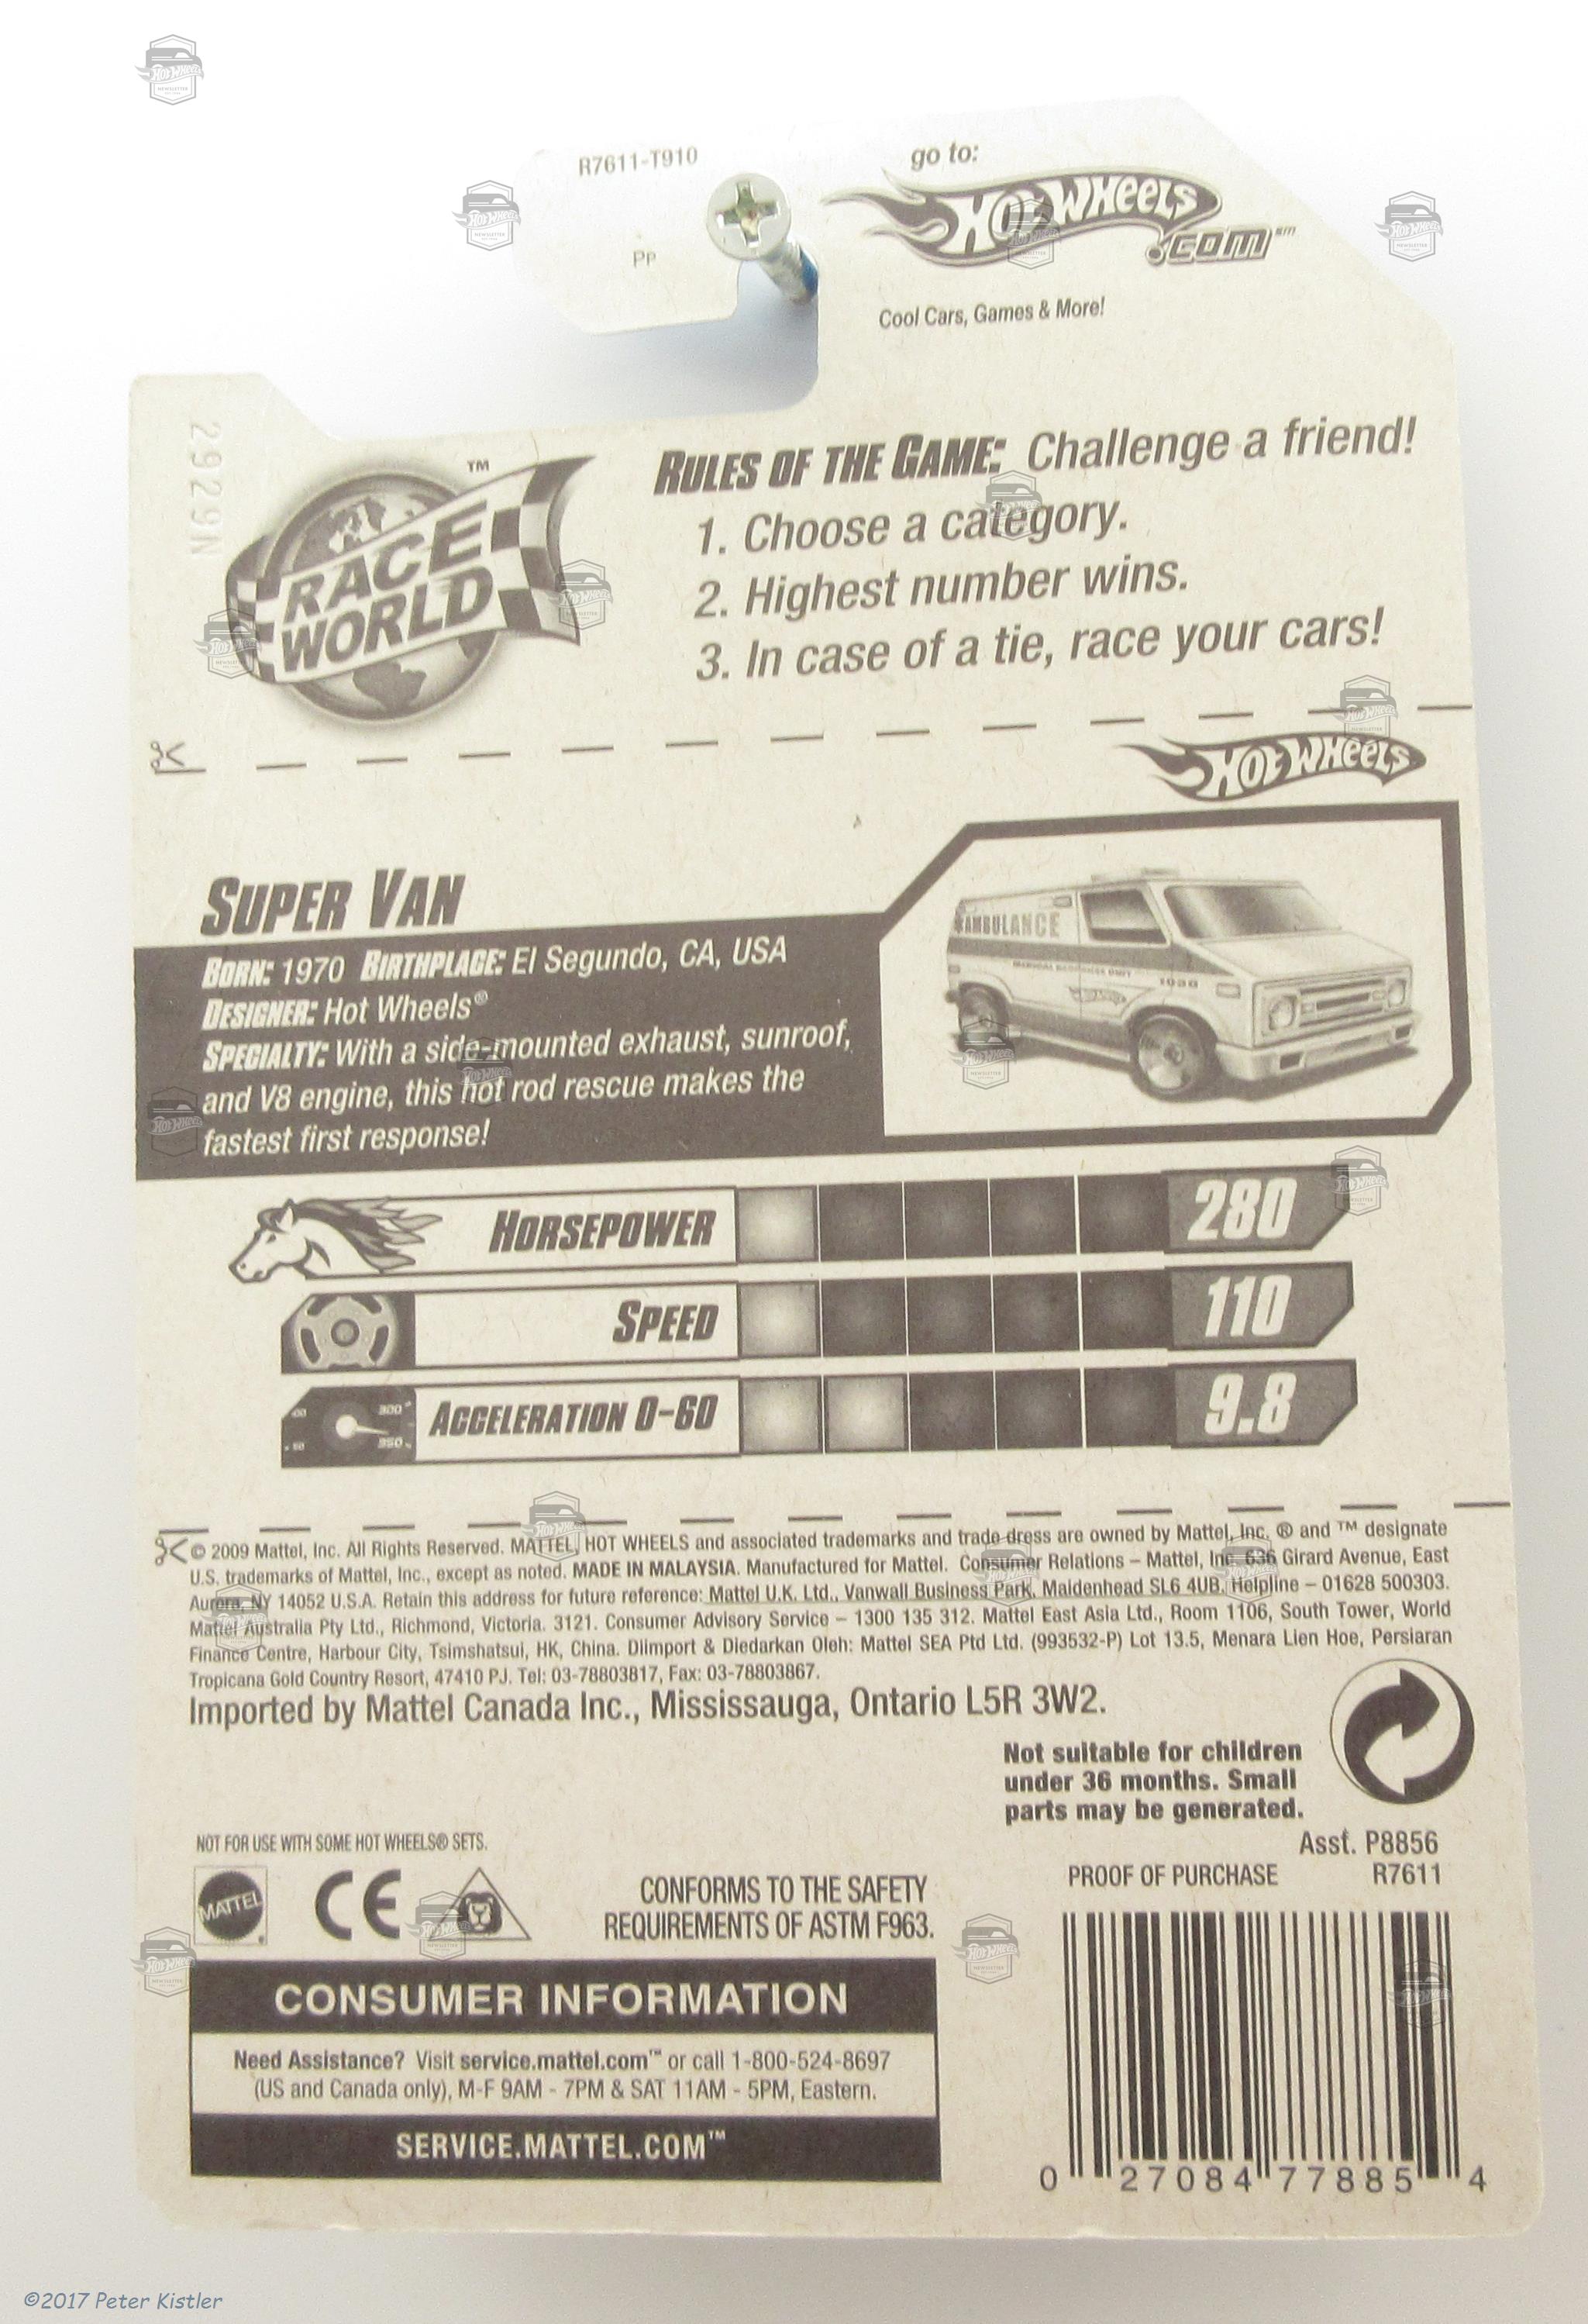 R7611-T910
PP
go to:
HOT WHEELS
.COM℠
Cool Cars, Games & More!
2929N
RACE WORLD™
RULES OF THE GAME: Challenge a friend!
1. Choose a category.
2. Highest number wins.
3. In case of a tie, race your cars!
HOT WHEELS
SUPER VAN
BORN: 1970 BIRTHPLACE: El Segundo, CA, USA
DESIGNER: Hot Wheels®
SPECIALTY: With a side-mounted exhaust, sunroof,
and V8 engine, this hot rod rescue makes the
fastest first response!
AMBULANCE
HORSEPOWER 280
SPEED 110
300
50 350
ACCELERATION 0-60 9.8
© 2009 Mattel, Inc. All Rights Reserved. MATTEL, HOT WHEELS and associated trademarks and trade dress are owned by Mattel, Inc. ® and ™ designate
U.S. trademarks of Mattel, Inc., except as noted. MADE IN MALAYSIA. Manufactured for Mattel. Consumer Relations – Mattel, Inc. 636 Girard Avenue, East
Aurora, NY 14052 U.S.A. Retain this address for future reference: Mattel U.K. Ltd., Vanwall Business Park, Maidenhead SL6 4UB. Helpline – 01628 500303.
Mattel Australia Pty Ltd., Richmond, Victoria. 3121. Consumer Advisory Service – 1300 135 312. Mattel East Asia Ltd., Room 1106, South Tower, World
Finance Centre, Harbour City, Tsimshatsui, HK, China. Diimport & Diedarkan Oleh: Mattel SEA Ptd Ltd. (993532-P) Lot 13.5, Menara Lien Hoe, Persiaran
Tropicana Gold Country Resort, 47410 PJ. Tel: 03-78803817, Fax: 03-78803867.
Imported by Mattel Canada Inc., Mississauga, Ontario L5R 3W2.
Not suitable for children
under 36 months. Small
parts may be generated.
Asst. P8856
PROOF OF PURCHASE R7611
NOT FOR USE WITH SOME HOT WHEELS® SETS.
MATTEL
CE
CONFORMS TO THE SAFETY
REQUIREMENTS OF ASTM F963.
CONSUMER INFORMATION
Need Assistance? Visit service.mattel.com™ or call 1-800-524-8697
(US and Canada only), M-F 9AM - 7PM & SAT 11AM - 5PM, Eastern.
SERVICE.MATTEL.COM™
0 27084 77885 4
©2017 Peter Kistler